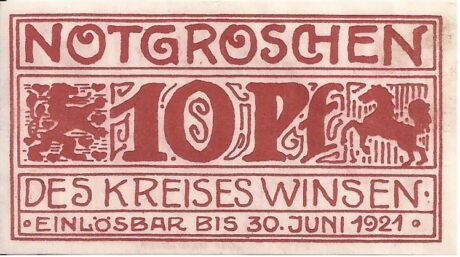 NOTGROSCHEN
10 Pf
DES KREISES WINSEN·
·EINLÖSBAR BIS 30. JUNI 1921·